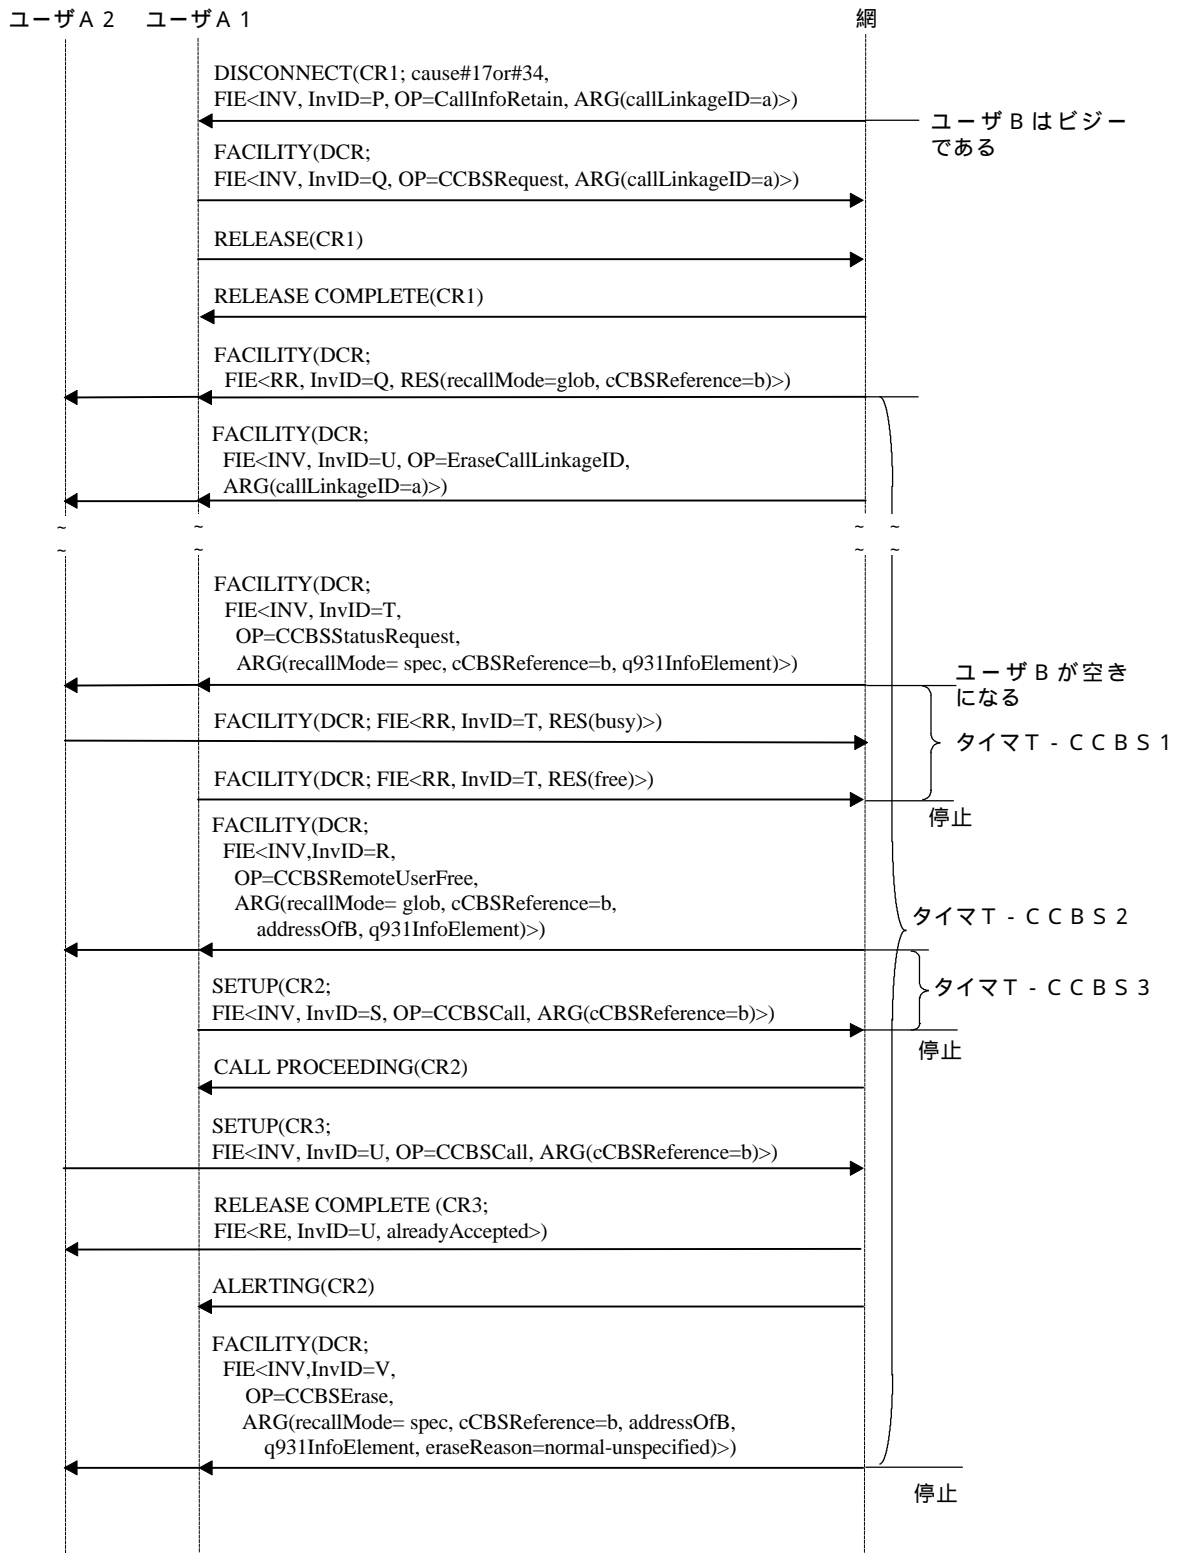 ユーザA 2 ユーザA 1 網
DISCONNECT(CR1; cause#17or#34,
FIE<INV, InvID=P, OP=CallInfoRetain, ARG(callLinkageID=a)>)
ユーザBはビジー
である
FACILITY(DCR;
FIE<INV, InvID=Q, OP=CCBSRequest, ARG(callLinkageID=a)>)
RELEASE(CR1)
RELEASE COMPLETE(CR1)
FACILITY(DCR;
FIE<RR, InvID=Q, RES(recallMode=glob, cCBSReference=b)>)
FACILITY(DCR;
FIE<INV, InvID=U, OP=EraseCallLinkageID,
ARG(callLinkageID=a)>)
~ ~ ~ ~
~ ~ ~ ~
FACILITY(DCR;
FIE<INV, InvID=T,
OP=CCBSStatusRequest,
ARG(recallMode= spec, cCBSReference=b, q931InfoElement)>)
ユーザBが空き
になる
FACILITY(DCR; FIE<RR, InvID=T, RES(busy)>)
タイマT-CCBS1
FACILITY(DCR; FIE<RR, InvID=T, RES(free)>)
停止
FACILITY(DCR;
FIE<INV,InvID=R,
OP=CCBSRemoteUserFree,
ARG(recallMode= glob, cCBSReference=b,
addressOfB, q931InfoElement)>)
タイマT-CCBS2
SETUP(CR2;
FIE<INV, InvID=S, OP=CCBSCall, ARG(cCBSReference=b)>)
タイマT-CCBS3
停止
CALL PROCEEDING(CR2)
SETUP(CR3;
FIE<INV, InvID=U, OP=CCBSCall, ARG(cCBSReference=b)>)
RELEASE COMPLETE (CR3;
FIE<RE, InvID=U, alreadyAccepted>)
ALERTING(CR2)
FACILITY(DCR;
FIE<INV,InvID=V,
OP=CCBSErase,
ARG(recallMode= spec, cCBSReference=b, addressOfB,
q931InfoElement, eraseReason=normal-unspecified)>)
停止